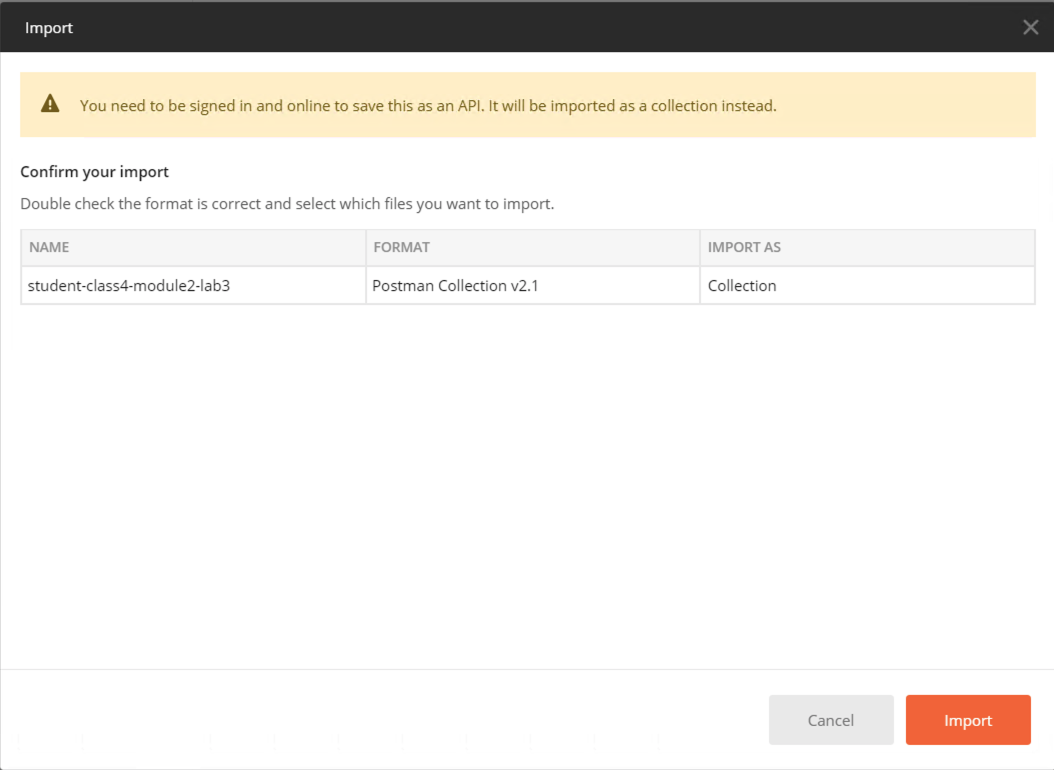 Import
You need to be signed in and online to save this as an API. It will be imported as a collection instead.
Confirm your import
Double check the format is correct and select which files you want to import.
NAME FORMAT IMPORT AS
student-class4-module2-lab3 Postman Collection v2.1 Collection
Cancel Import